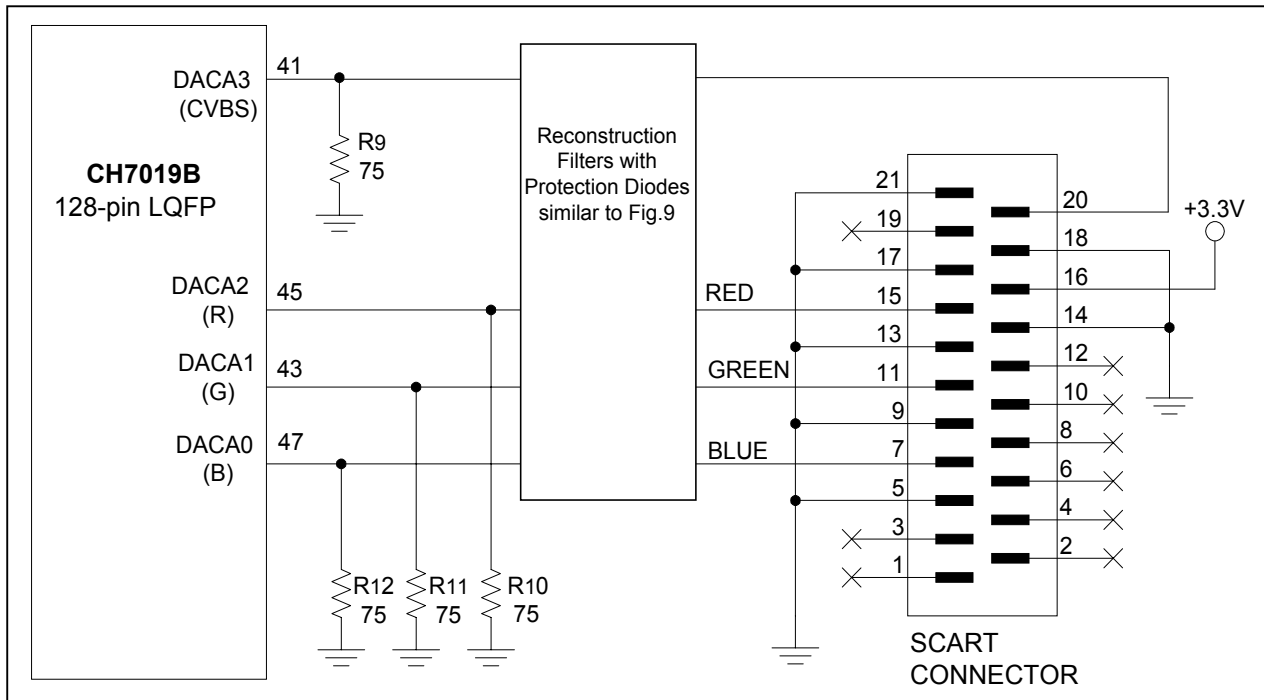 DACA3
(CVBS)
41
R9
75
CH7019B
128-pin LQFP
DACA2
(R)
45
DACA1
(G)
43
DACA0
(B)
47
R12
75
R11
75
R10
75
Reconstruction
Filters with
Protection Diodes
similar to Fig.9
RED
GREEN
BLUE
21
19
17
15
13
11
9
7
5
3
1
20
18
16
14
12
10
8
6
4
2
+3.3V
SCART
CONNECTOR